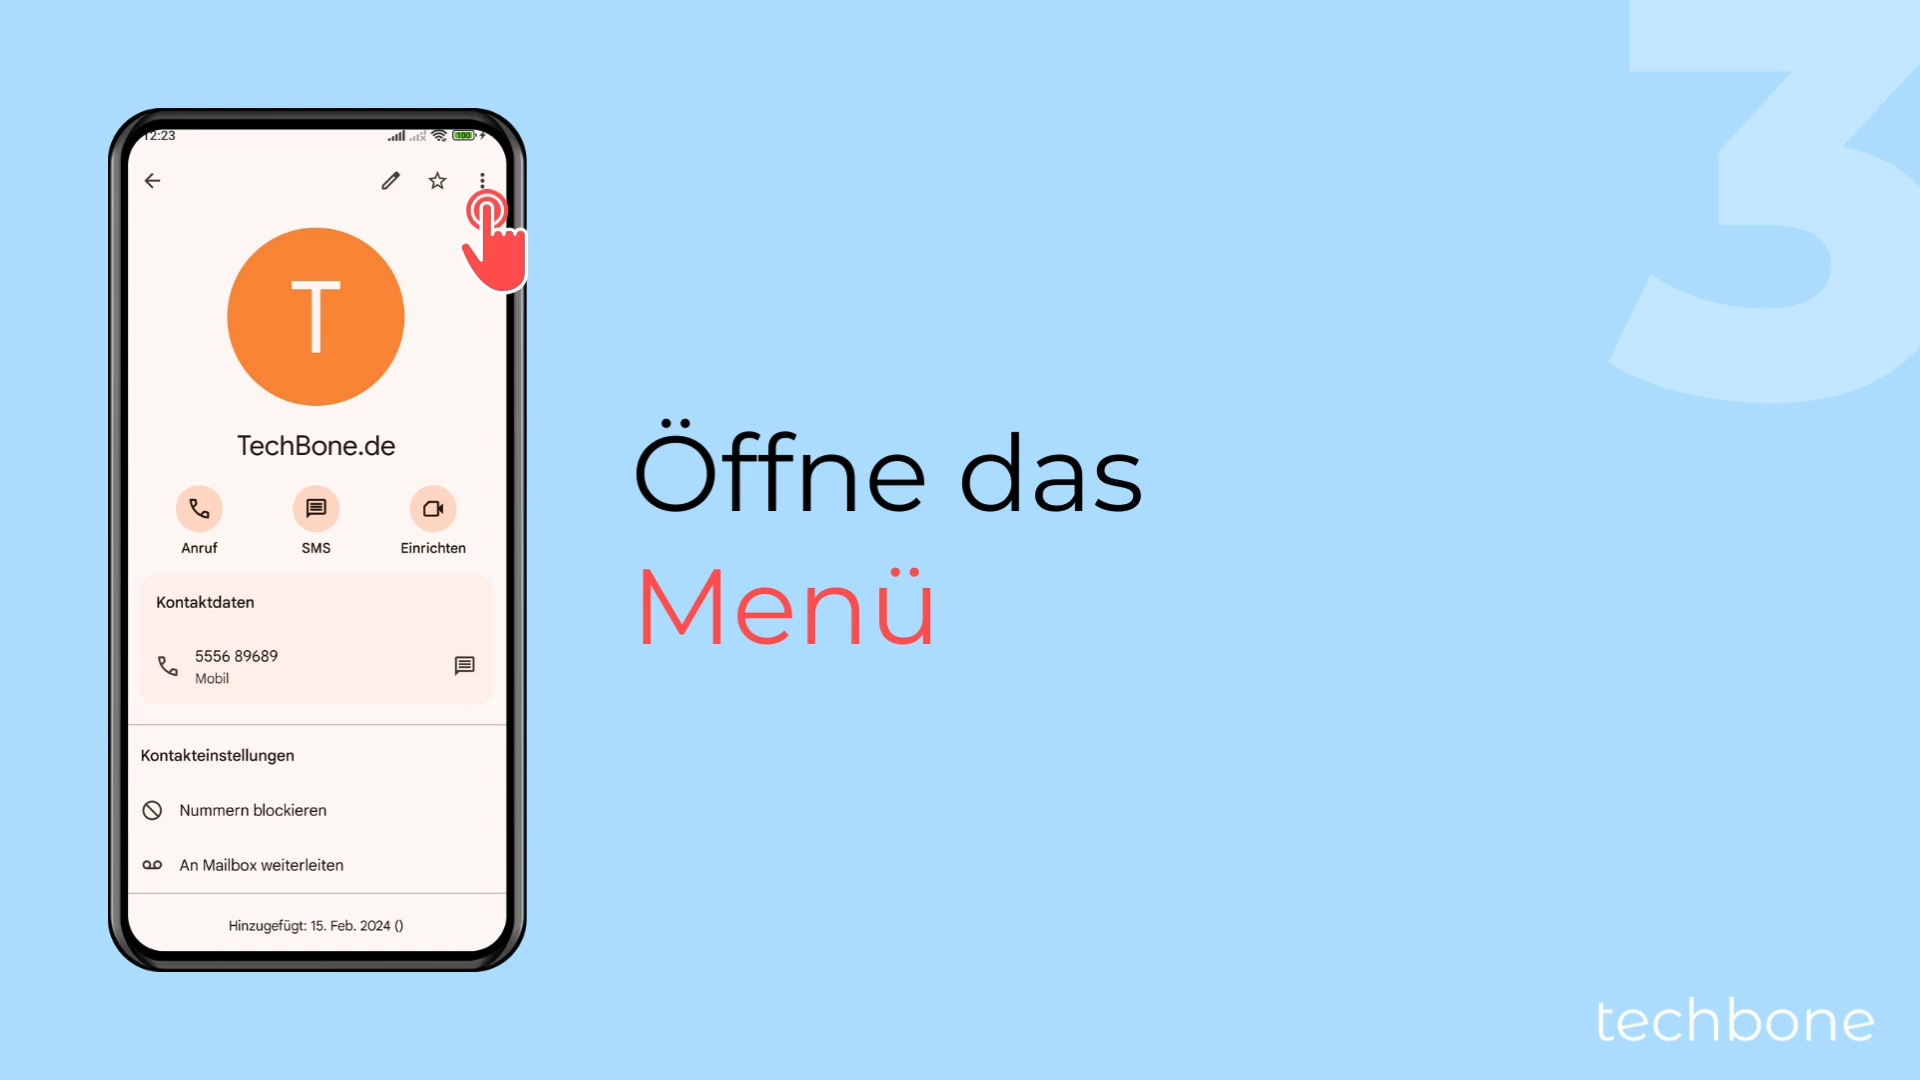 3
12:23
100
T
TechBone.de
Anruf
SMS
Einrichten
Kontaktdaten
5556 89689
Mobil
Kontakteinstellungen
Nummern blockieren
An Mailbox weiterleiten
Hinzugefügt: 15. Feb. 2024 ()
Öffne das
Menü
techbone